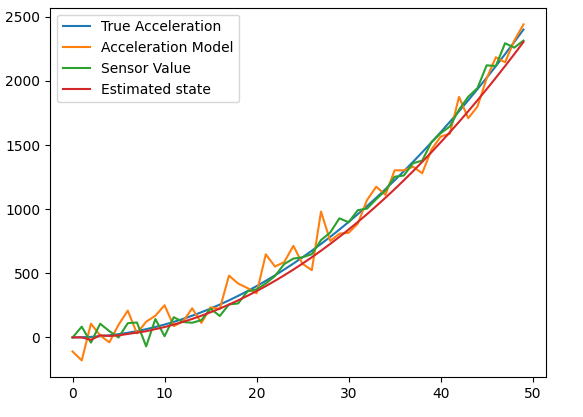 True Acceleration
Acceleration Model
Sensor Value
Estimated state
2500
2000
1500
1000
500
0
0 10 20 30 40 50